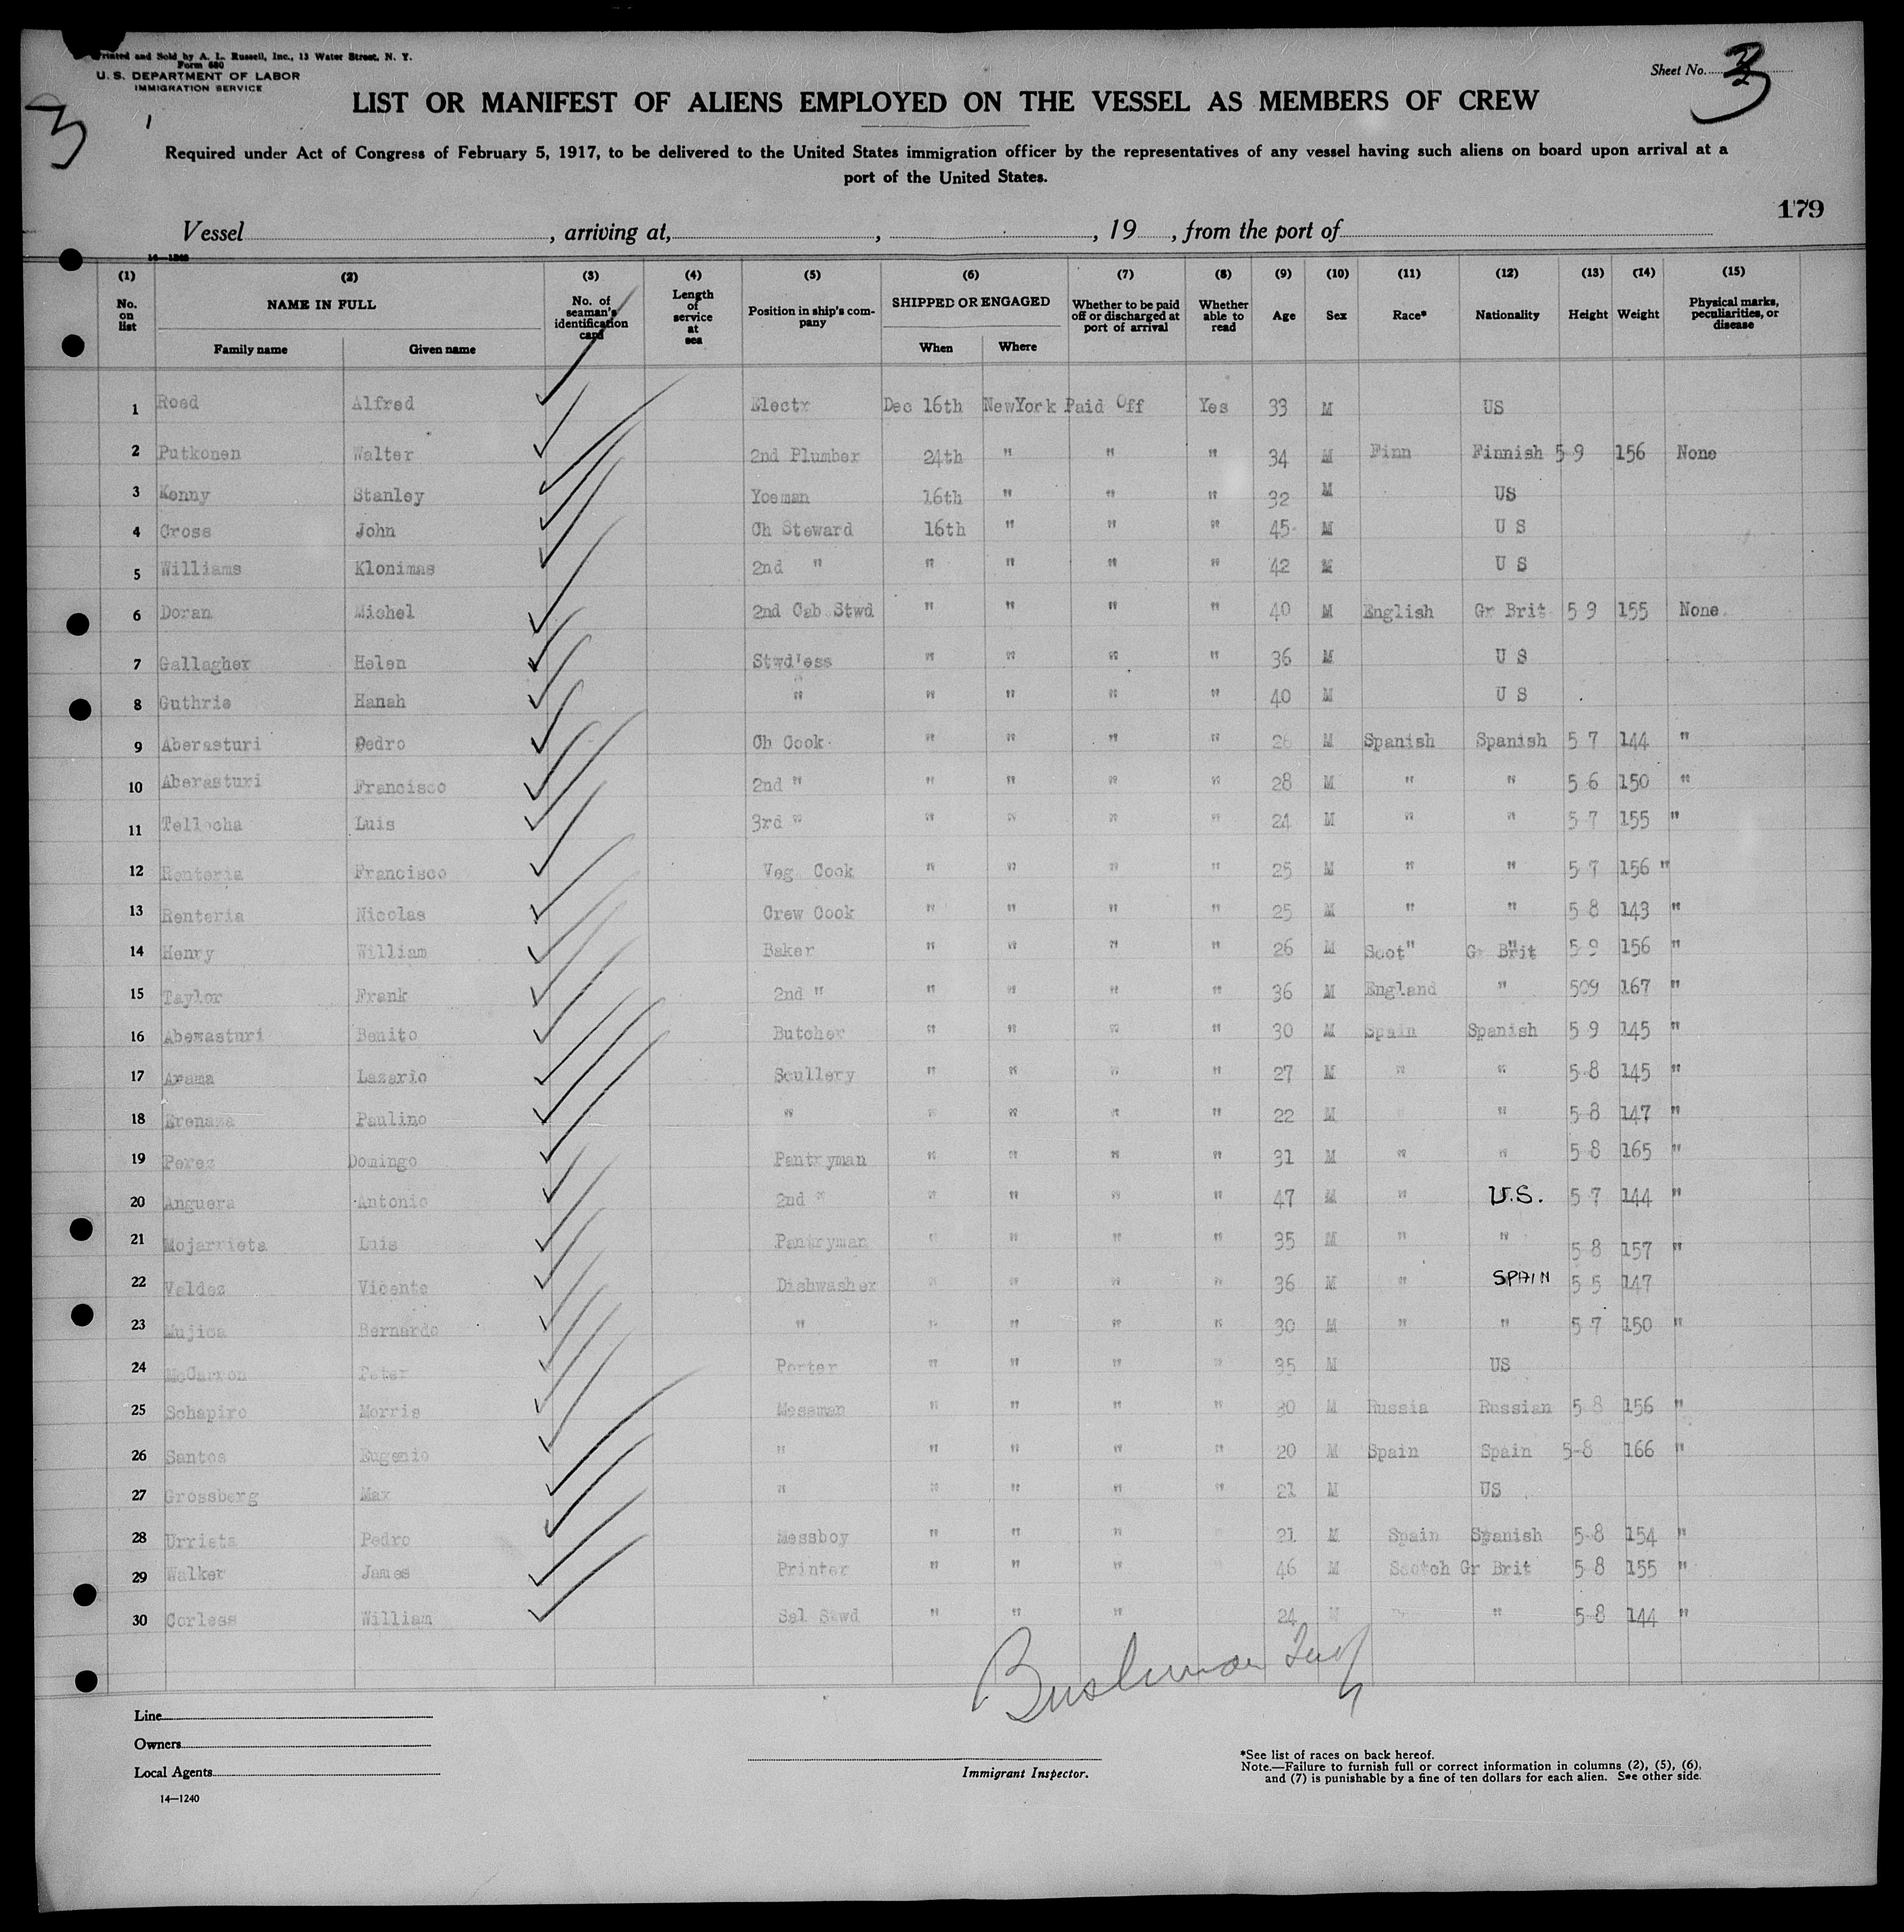 Printed and Sold by A. L. Russell, Inc., 13 Water Street, N. Y.
Form 680
U. S. DEPARTMENT OF LABOR
IMMIGRATION SERVICE
Sheet No. 3
3
LIST OR MANIFEST OF ALIENS EMPLOYED ON THE VESSEL AS MEMBERS OF CREW
Required under Act of Congress of February 5, 1917, to be delivered to the United States immigration officer by the representatives of any vessel having such aliens on board upon arrival at a
port of the United States.
179
Vessel , arriving at, , , 19 , from the port of
14—1240
(1) (2) (3) (4) (5) (6) (7) (8) (9) (10) (11) (12) (13) (14) (15)
No. on list NAME IN FULL No. of seaman's identification card Length of service at sea Position in ship's company SHIPPED OR ENGAGED Whether to be paid off or discharged at port of arrival Whether able to read Age Sex Race* Nationality Height Weight Physical marks, peculiarities, or disease
Family name Given name When Where
1 Roed Alfred Electr Dec 16th NewYork Paid Off Yes 33 M US
2 Putkonen Walter 2nd Plumber 24th " " " 34 M Finn Finnish 5 9 156 None
3 Kenny Stanley Yoeman 16th " " " 32 M US
4 Cross John Ch Steward 16th " " " 45 M U S
5 Williams Klonimas 2nd " " " " " 42 M U S
6 Doran Michel 2nd Cab Stwd " " " " 40 M English Gr Brit 5 9 155 None
7 Gallagher Helen Stwd'ess " " " " 36 M U S
8 Guthrie Hanah " " " " " 40 M U S
9 Aberasturi Pedro Ch Cook " " " " 26 M Spanish Spanish 5 7 144 "
10 Aberasturi Francisco 2nd " " " " " 28 M " " 5 6 150 "
11 Tellecha Luis 3rd " " " " " 24 M " " 5 7 155 "
12 Renteria Francisco Veg Cook " " " " 25 M " " 5 7 156 "
13 Renteria Nicolas Crew Cook " " " " 25 M " " 5 8 143 "
14 Henry William Baker " " " " 26 M Scot" Gr Brit " 5 9 156 "
15 Taylor Frank 2nd " " " " " 36 M England " 509 167 "
16 Aberasturi Benito Butcher " " " " 30 M Spain Spanish 5 9 145 "
17 Arama Lazario Scullery " " " " 27 M " " 5 8 145 "
18 Paulino " " " " " 22 M " " 5 8 147 "
19 Perez Domingo Pantryman " " " " 31 M " " 5 8 165 "
20 Anguera Antonio 2nd " " " " " 47 M " U.S. 5 7 144 "
21 Mojarrieta Luis Pantryman " " " " 35 M " " 5 8 157 "
22 Valdez Vicente Dishwasher " " " " 36 M " SPAIN 5 5 147
23 Mujica Bernardo " " " " " 30 M " " 5 7 150 "
24 McCarron Peter Porter " " " " 35 M US
25 Schapiro Morris Messman " " " " 30 M Russia Russian 5 8 156 "
26 Santos Eugenio " " " " " 20 M Spain Spain 5-8 166 "
27 Grossberg Max " " " " " 21 M US
28 Urrieta Pedro Messboy " " " 21 M Spain Spanish 5-8 154 "
29 Walker James Printer " " " 46 M Scotch Gr Brit 5 8 155 "
30 Corless William Sal Stwd " " " 24 M " 5-8 144 "
Line
Owners
Local Agents
14—1240
Immigrant Inspector.
*See list of races on back hereof.
Note.—Failure to furnish full or correct information in columns (2), (5), (6),
and (7) is punishable by a fine of ten dollars for each alien. See other side.